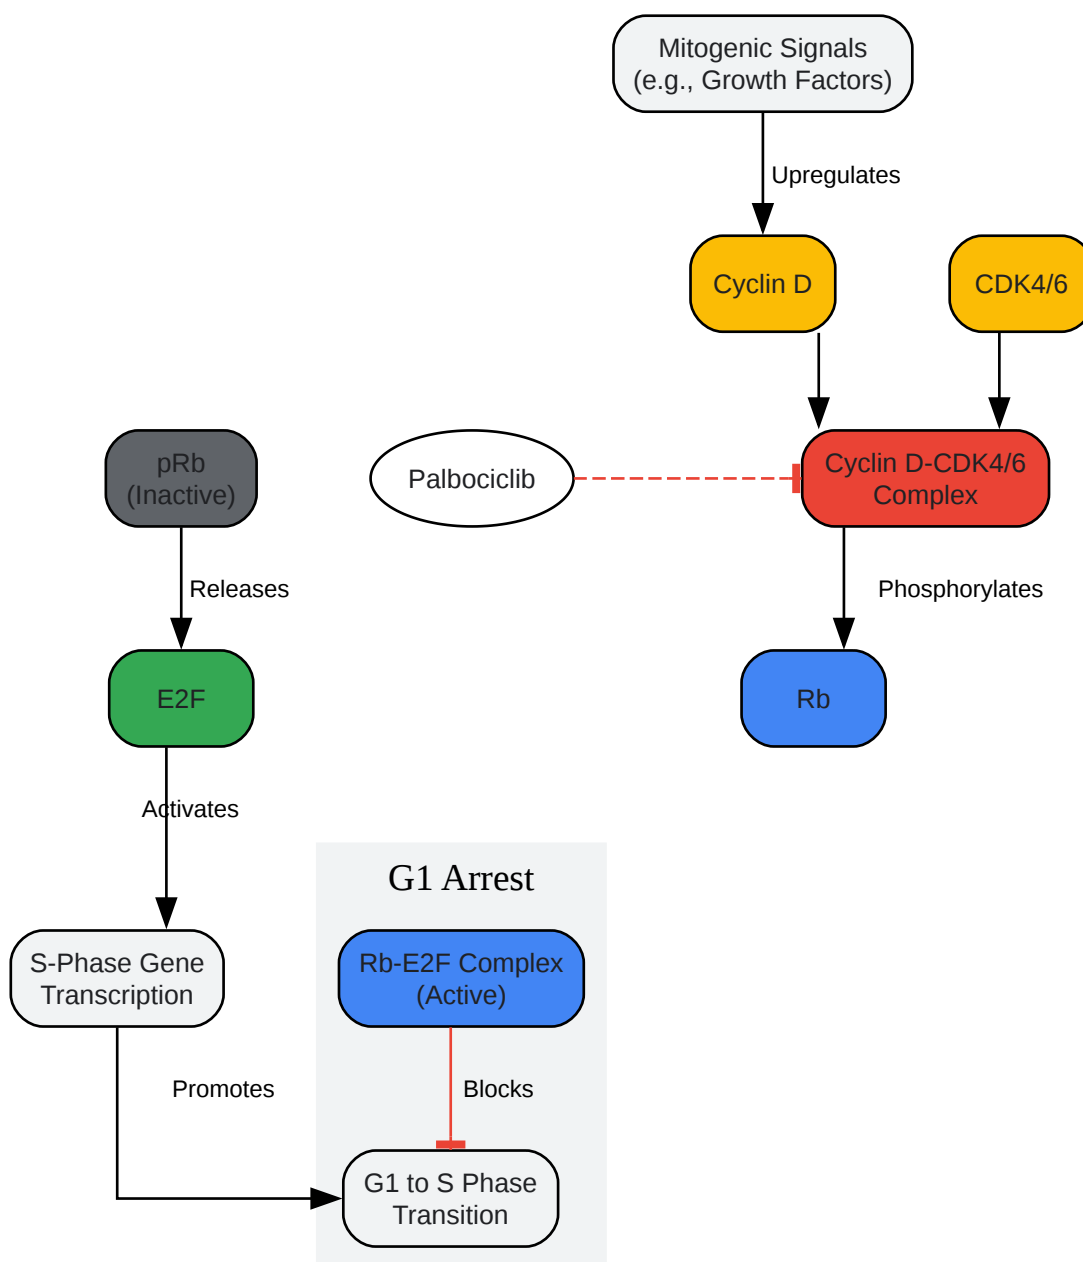 Mitogenic Signals
(e.g., Growth Factors)
Upregulates
Cyclin D
CDK4/6
pRb
(Inactive)
Palbociclib
Cyclin D-CDK4/6
Complex
Releases
Phosphorylates
E2F
Rb
Activates
G1 Arrest
S-Phase Gene
Transcription
Rb-E2F Complex
(Active)
Promotes
Blocks
G1 to S Phase
Transition